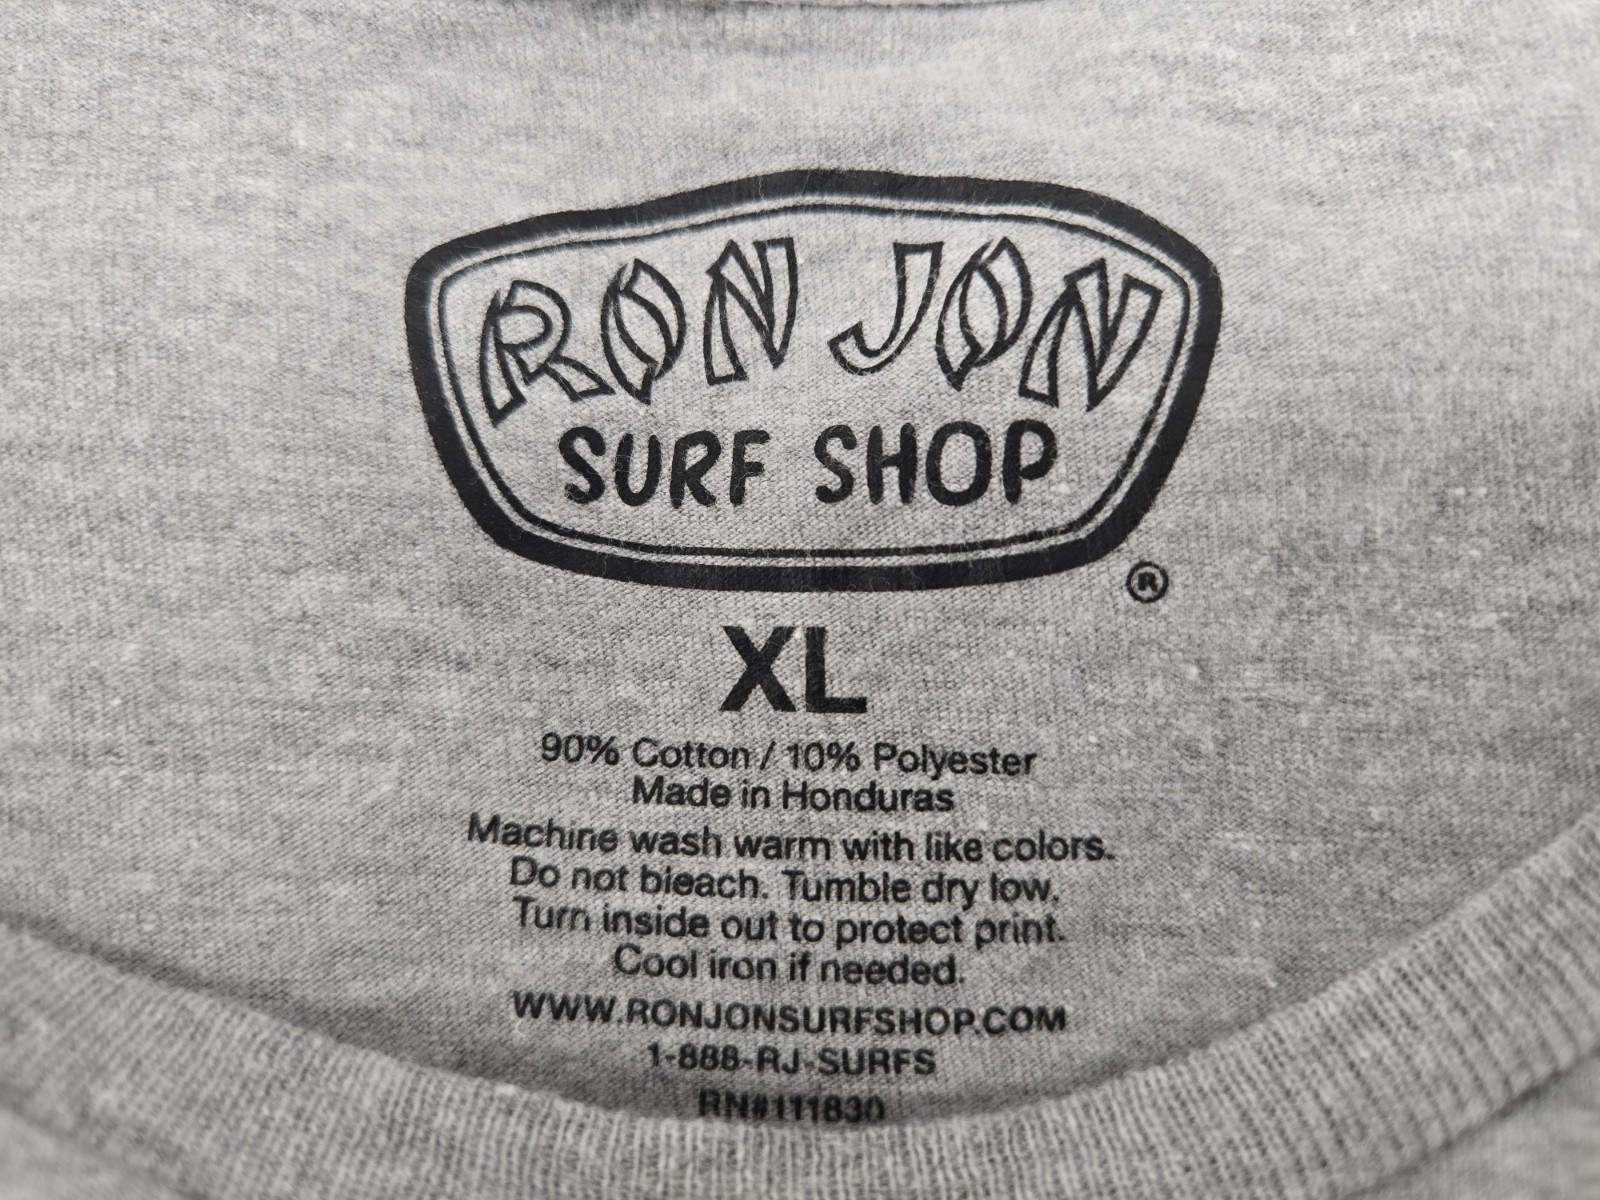 RON JON
SURF SHOP
®
XL
90% Cotton / 10% Polyester
Made in Honduras
Machine wash warm with like colors.
Do not bleach. Tumble dry low.
Turn inside out to protect print.
Cool iron if needed.
WWW.RONJONSURFSHOP.COM
1-888-RJ-SURFS
RN#111830